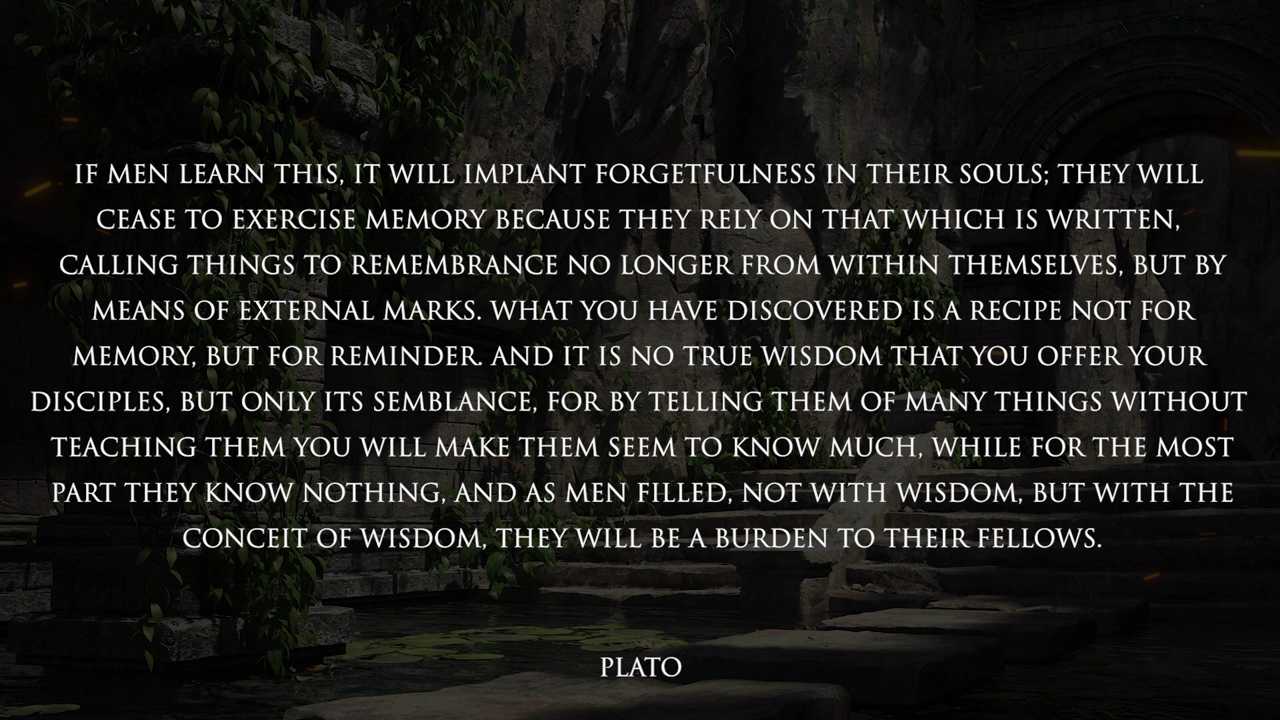 IF MEN LEARN THIS, IT WILL IMPLANT FORGETFULNESS IN THEIR SOULS; THEY WILL
CEASE TO EXERCISE MEMORY BECAUSE THEY RELY ON THAT WHICH IS WRITTEN,
CALLING THINGS TO REMEMBRANCE NO LONGER FROM WITHIN THEMSELVES, BUT BY
MEANS OF EXTERNAL MARKS. WHAT YOU HAVE DISCOVERED IS A RECIPE NOT FOR
MEMORY, BUT FOR REMINDER. AND IT IS NO TRUE WISDOM THAT YOU OFFER YOUR
DISCIPLES, BUT ONLY ITS SEMBLANCE, FOR BY TELLING THEM OF MANY THINGS WITHOUT
TEACHING THEM YOU WILL MAKE THEM SEEM TO KNOW MUCH, WHILE FOR THE MOST
PART THEY KNOW NOTHING, AND AS MEN FILLED, NOT WITH WISDOM, BUT WITH THE
CONCEIT OF WISDOM, THEY WILL BE A BURDEN TO THEIR FELLOWS.
PLATO